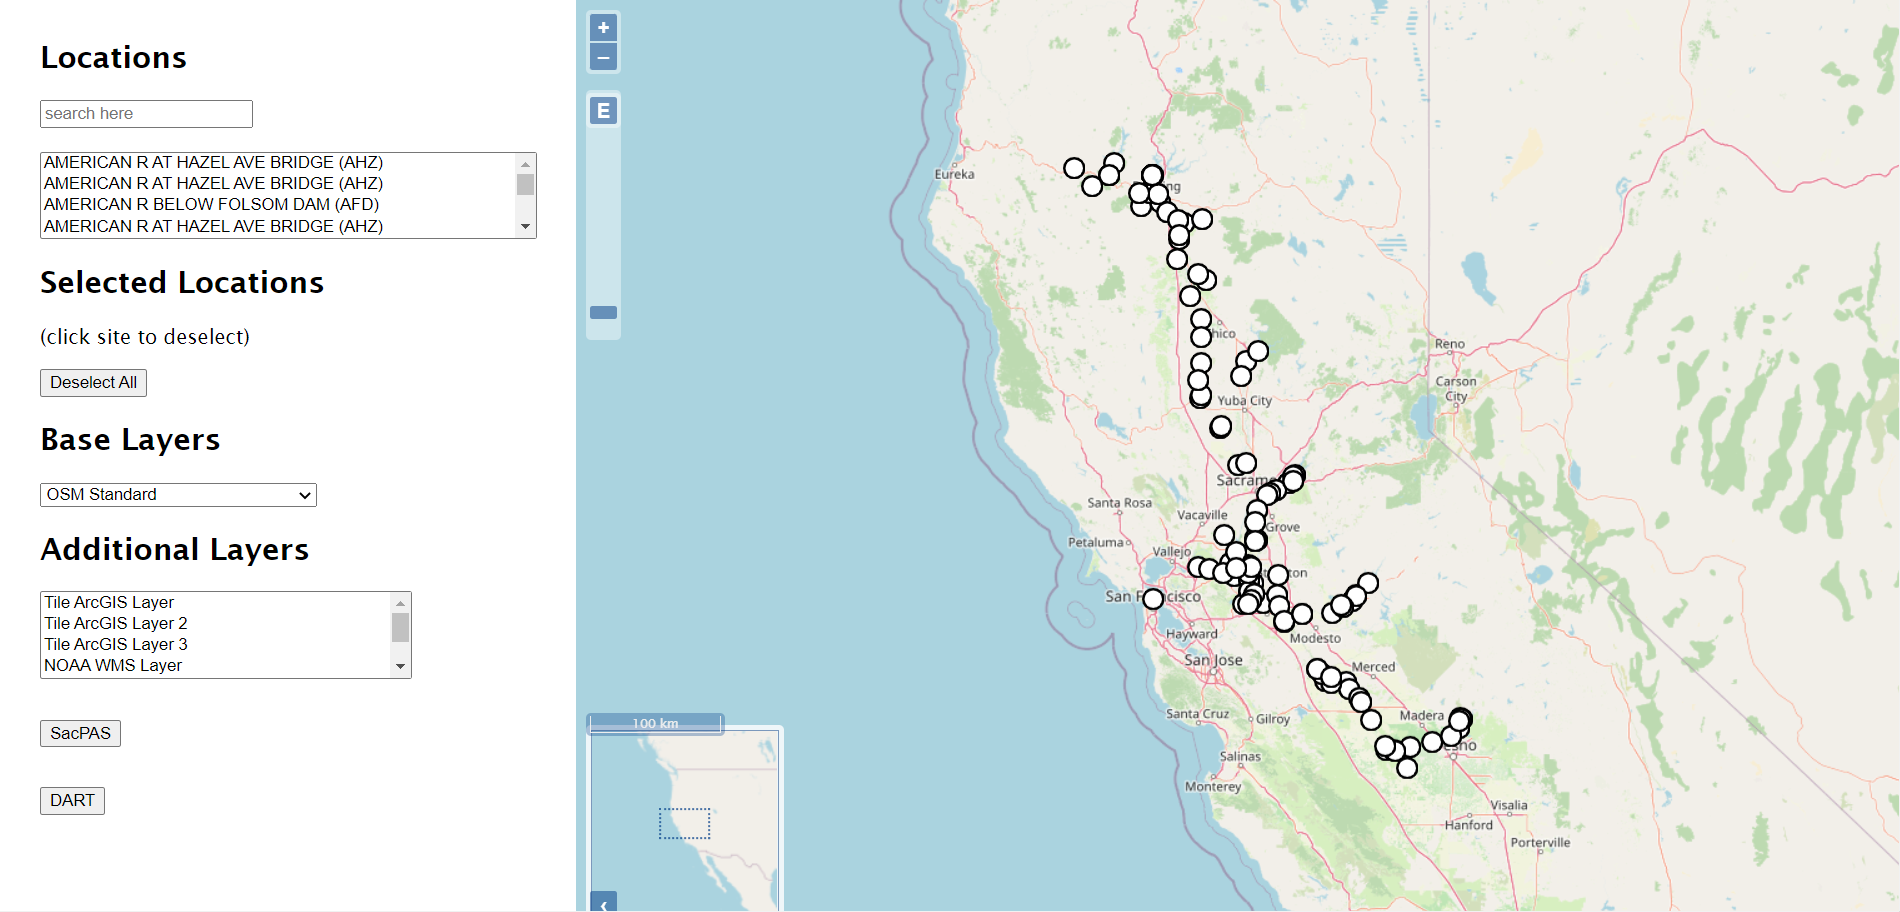 Locations
search here
AMERICAN R AT HAZEL AVE BRIDGE (AHZ)
AMERICAN R AT HAZEL AVE BRIDGE (AHZ)
AMERICAN R BELOW FOLSOM DAM (AFD)
AMERICAN R AT HAZEL AVE BRIDGE (AHZ)
Selected Locations
(click site to deselect)
Deselect All
Base Layers
OSM Standard
Additional Layers
Tile ArcGIS Layer
Tile ArcGIS Layer 2
Tile ArcGIS Layer 3
NOAA WMS Layer
SacPAS
DART
+
–
E
Eureka
Reno
Carson
City
Yuba City
Santa Rosa
Vacaville
Grove
Petaluma
Vallejo
Hayward
Modesto
San Jose
Merced
Santa Cruz
Gilroy
Madera
Salinas
Monterey
Visalia
Hanford
Porterville
100 km
‹